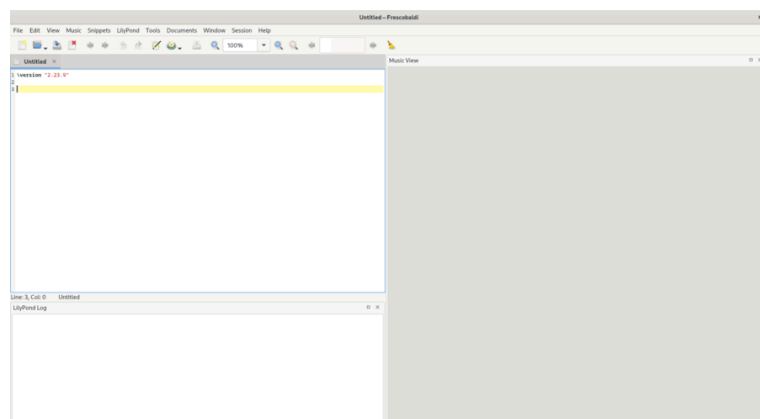 Untitled – Frescobaldi
File Edit View Music Snippets LilyPond Tools Documents Window Session Help
100%
Untitled
Music View
1 \version "2.23.9"
2
3
Line: 3, Col: 0 Untitled
LilyPond Log